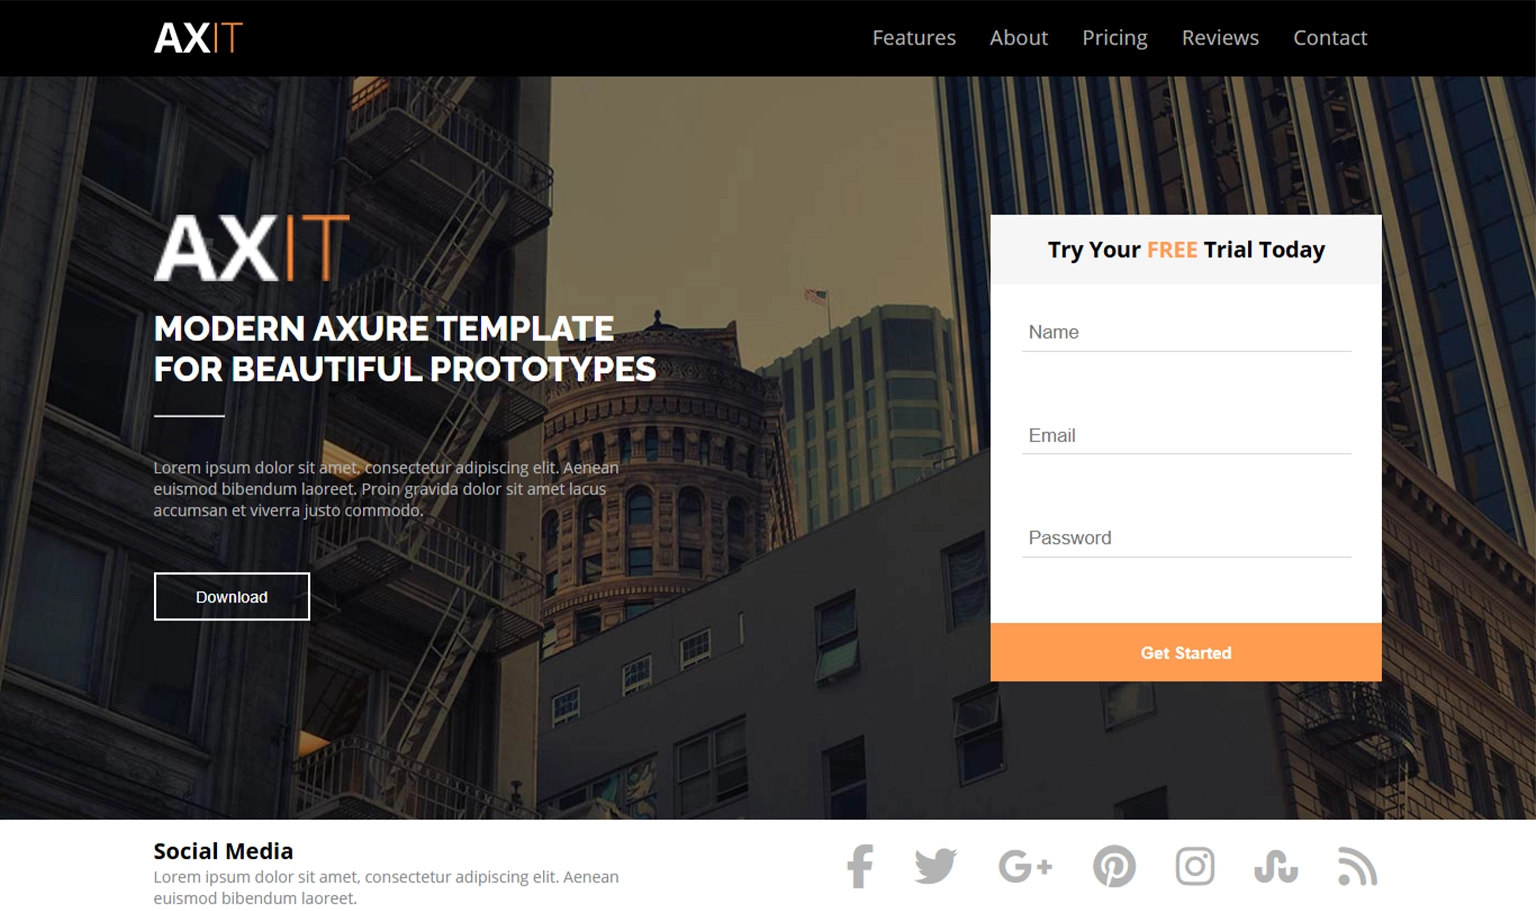 AXIT
Features About Pricing Reviews Contact
AXIT
MODERN AXURE TEMPLATE
FOR BEAUTIFUL PROTOTYPES
Lorem ipsum dolor sit amet, consectetur adipiscing elit. Aenean
euismod bibendum laoreet. Proin gravida dolor sit amet lacus
accumsan et viverra justo commodo.
Download
Try Your FREE Trial Today
Name
Email
Password
Get Started
Social Media
Lorem ipsum dolor sit amet, consectetur adipiscing elit. Aenean
euismod bibendum laoreet.